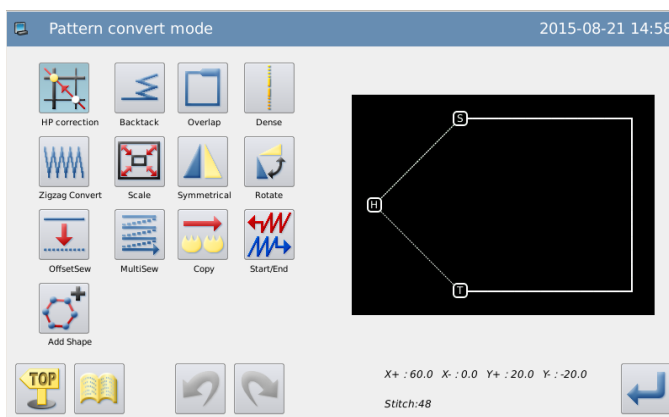 Pattern convert mode 2015-08-21 14:58
HP correction Backtack Overlap Dense
Zigzag Convert Scale Symmetrical Rotate
OffsetSew MultiSew Copy Start/End
Add Shape
S
H
T
TOP
X+ : 60.0 X- : 0.0 Y+ : 20.0 Y- : -20.0
Stitch:48